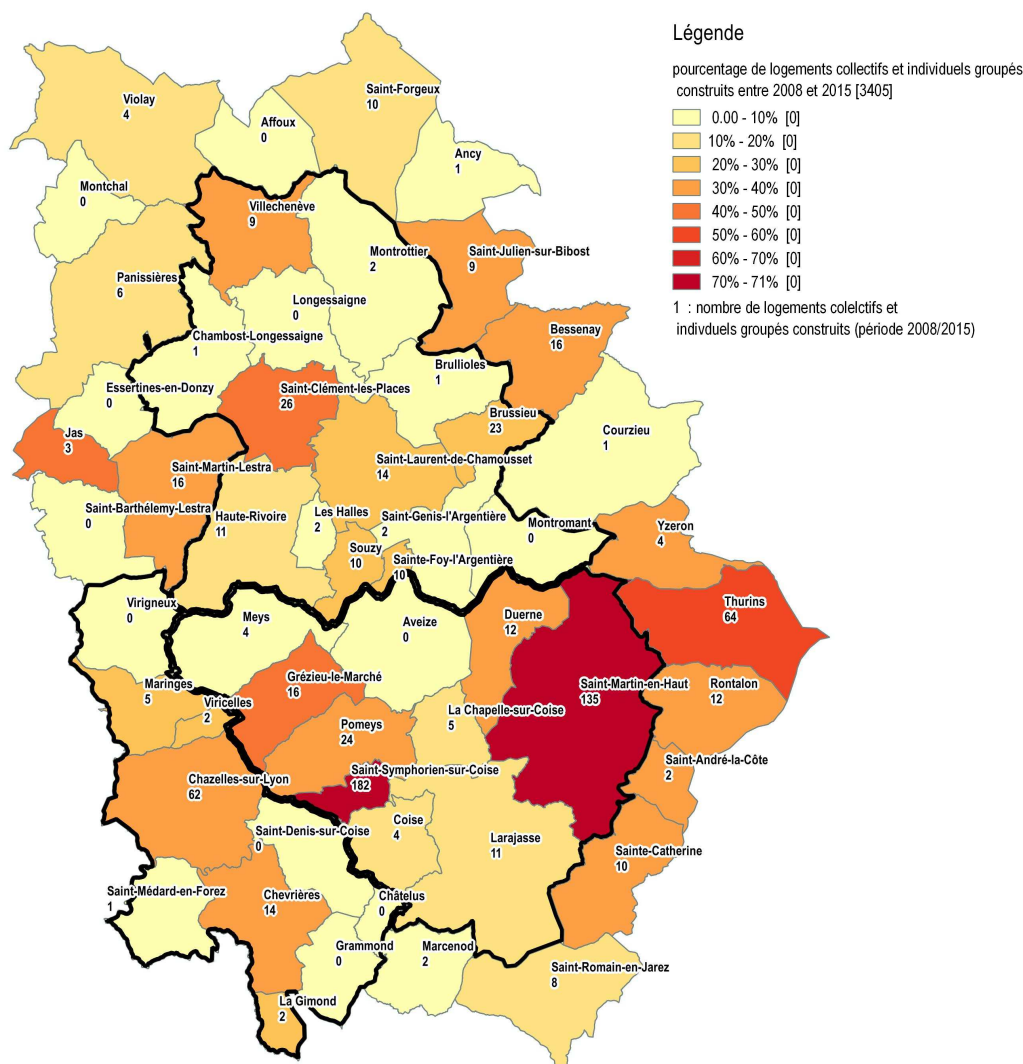 Légende
pourcentage de logements collectifs et individuels groupés
construits entre 2008 et 2015 [3405]
0.00 - 10% [0]
10% - 20% [0]
20% - 30% [0]
30% - 40% [0]
40% - 50% [0]
50% - 60% [0]
60% - 70% [0]
70% - 71% [0]
1 : nombre de logements colelctifs et
indivduels groupés construits (période 2008/2015)
Saint-Forgeux
10
Violay
4
Affoux
0
Ancy
1
Montchal
0
Villechenève
9
Montrottier
2
Saint-Julien-sur-Bibost
9
Panissières
6
Longessaigne
0
Chambost-Longessaigne
1
Bessenay
16
Brullioles
1
Essertines-en-Donzy
0
Saint-Clément-les-Places
26
Brussieu
23
Courzieu
1
Jas
3
Saint-Martin-Lestra
16
Saint-Laurent-de-Chamousset
14
Saint-Barthélemy-Lestra
0
Haute-Rivoire
11
Les Halles
2
Saint-Genis-l'Argentière
2
Montromant
0
Yzeron
4
Souzy
10
Sainte-Foy-l'Argentière
10
Virigneux
0
Meys
4
Aveize
0
Duerne
12
Thurins
64
Maringes
5
Grézieu-le-Marché
16
Saint-Martin-en-Haut
135
Rontalon
12
Viricelles
2
La Chapelle-sur-Coise
5
Pomeys
24
Saint-André-la-Côte
2
Chazelles-sur-Lyon
62
Saint-Symphorien-sur-Coise
182
Saint-Denis-sur-Coise
0
Coise
4
Larajasse
11
Sainte-Catherine
10
Saint-Médard-en-Forez
1
Chevrières
14
Châtelus
0
Grammond
0
Marcenod
2
Saint-Romain-en-Jarez
8
La Gimond
2